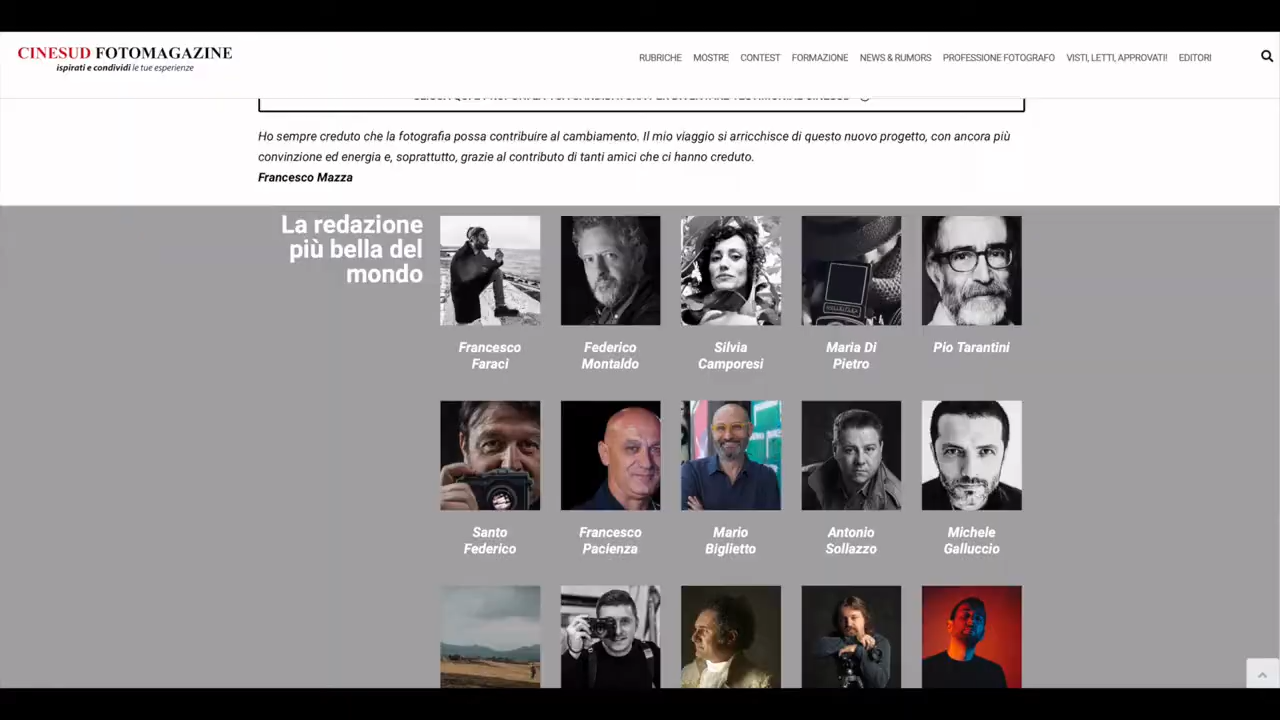 CINESUD FOTOMAGAZINE
ispirati e condividi le tue esperienze
RUBRICHE MOSTRE CONTEST FORMAZIONE NEWS & RUMORS PROFESSIONE FOTOGRAFO VISTI, LETTI, APPROVATI! EDITORI
Ho sempre creduto che la fotografia possa contribuire al cambiamento. Il mio viaggio si arricchisce di questo nuovo progetto, con ancora più
convinzione ed energia e, soprattutto, grazie al contributo di tanti amici che ci hanno creduto.
Francesco Mazza
La redazione
più bella del
mondo
Francesco
Faraci
Federico
Montaldo
Silvia
Camporesi
Maria Di
Pietro
Pio Tarantini
Santo
Federico
Francesco
Pacienza
Mario
Biglietto
Antonio
Sollazzo
Michele
Galluccio